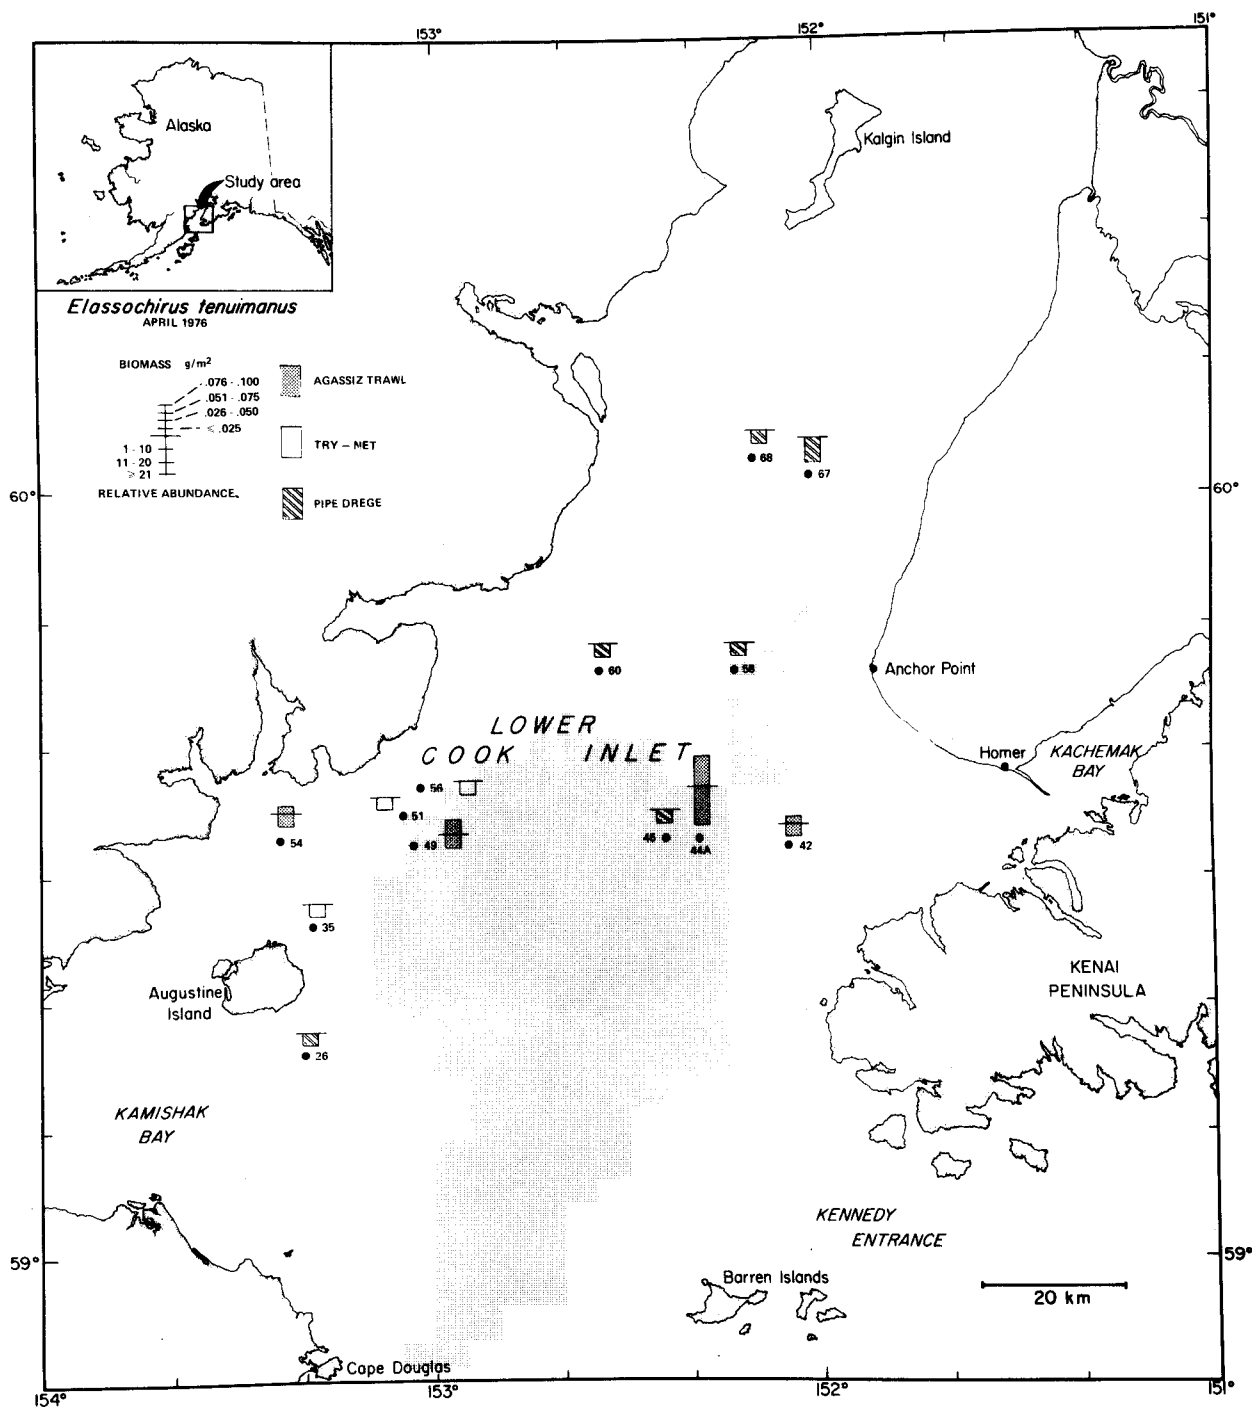 153°
152°
151°
Alaska
Study area
Kalgin Island
Elassochirus tenuimanus
APRIL 1976
BIOMASS g/m²
.076 - .100
.051 - .075
.026 - .050
≤ .025
1 - 10
11 - 20
≥ 21
RELATIVE ABUNDANCE
AGASSIZ TRAWL
TRY – MET
PIPE DREGE
68
67
60°
60°
60
Anchor Point
LOWER
COOK INLET
Homer
KACHEMAK
BAY
56
51
54
49
44A
42
35
Augustine
Island
KENAI
PENINSULA
26
KAMISHAK
BAY
KENNEDY
ENTRANCE
59°
59°
Barren Islands
20 km
Cape Douglas
154°
153°
152°
151°